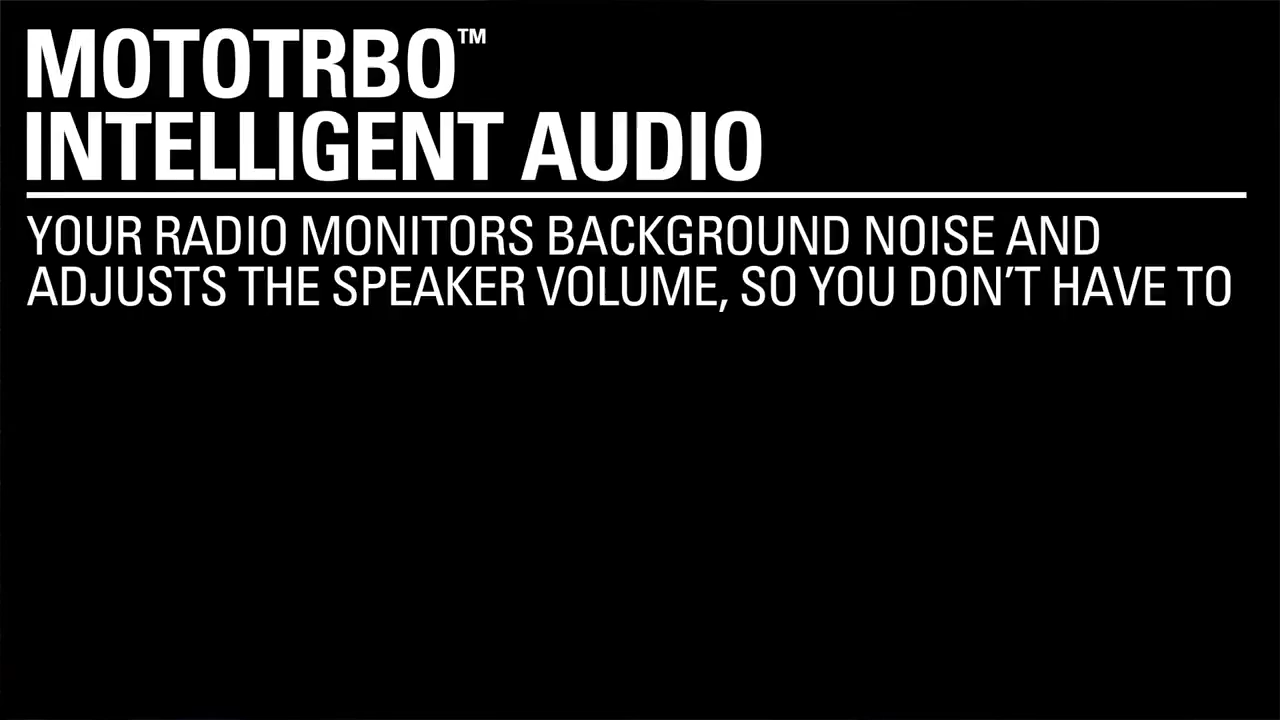 MOTOTRBO™
INTELLIGENT AUDIO
YOUR RADIO MONITORS BACKGROUND NOISE AND
ADJUSTS THE SPEAKER VOLUME, SO YOU DON’T HAVE TO